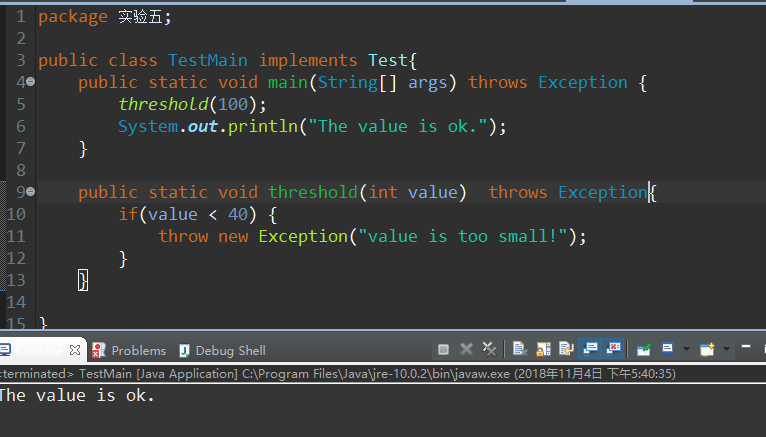 1 package 实验五;
2
3 public class TestMain implements Test{
4 public static void main(String[] args) throws Exception {
5 threshold(100);
6 System.out.println("The value is ok.");
7 }
8
9 public static void threshold(int value)  throws Exception{
10 if(value < 40) {
11 throw new Exception("value is too small!");
12 }
13 }
14
15 }
Console Problems Debug Shell
<terminated> TestMain [Java Application] C:\Program Files\Java\jre-10.0.2\bin\javaw.exe (2018年11月4日 下午5:40:35)
The value is ok.